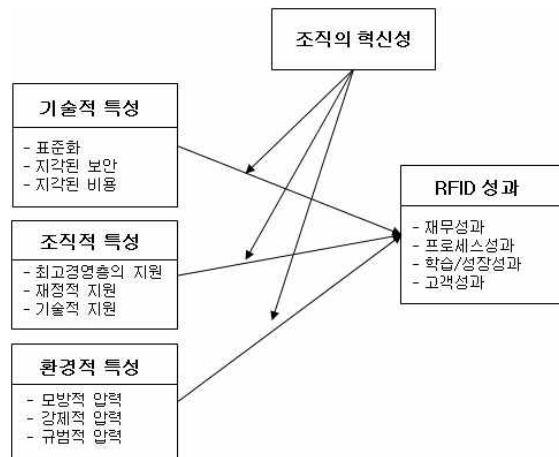 조직의 혁신성
기술적 특성
- 표준화
- 지각된 보안
- 지각된 비용
RFID 성과
- 재무성과
- 프로세스성과
- 학습/성장성과
- 고객성과
조직적 특성
- 최고경영층의 지원
- 재정적 지원
- 기술적 지원
환경적 특성
- 모방적 압력
- 강제적 압력
- 규범적 압력